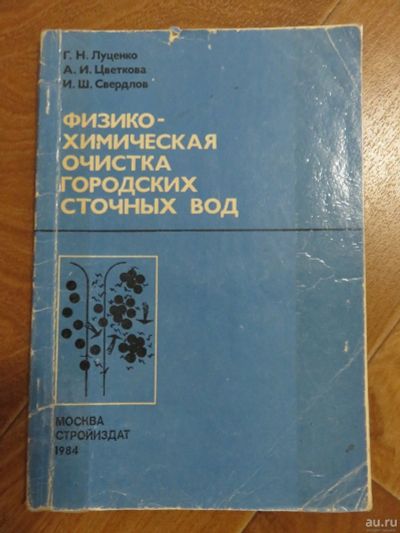 Г. Н. Луценко
А. И. Цветкова
И. Ш. Свердлов
ФИЗИКО-
ХИМИЧЕСКАЯ
ОЧИСТКА
ГОРОДСКИХ
СТОЧНЫХ ВОД
МОСКВА
СТРОЙИЗДАТ
1984
au.ru